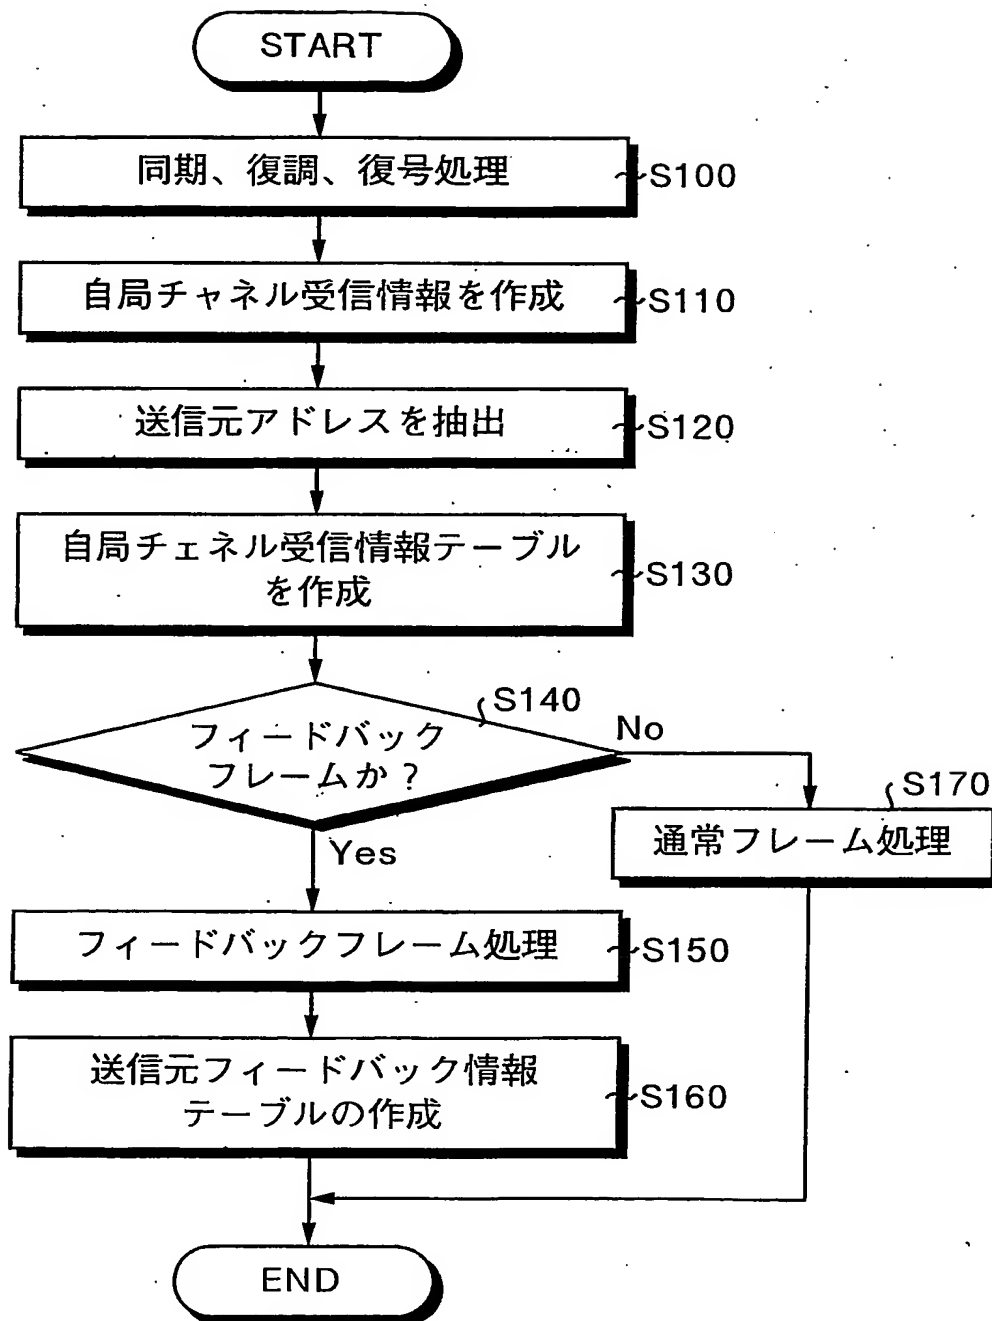 START
同期、復調、復号処理
S100
自局チャネル受信情報を作成
S110
送信元アドレスを抽出
S120
自局チェネル受信情報テーブル
を作成
S130
S140
フィードバック
フレームか？
No
S170
通常フレーム処理
Yes
フィードバックフレーム処理
S150
送信元フィードバック情報
テーブルの作成
S160
END